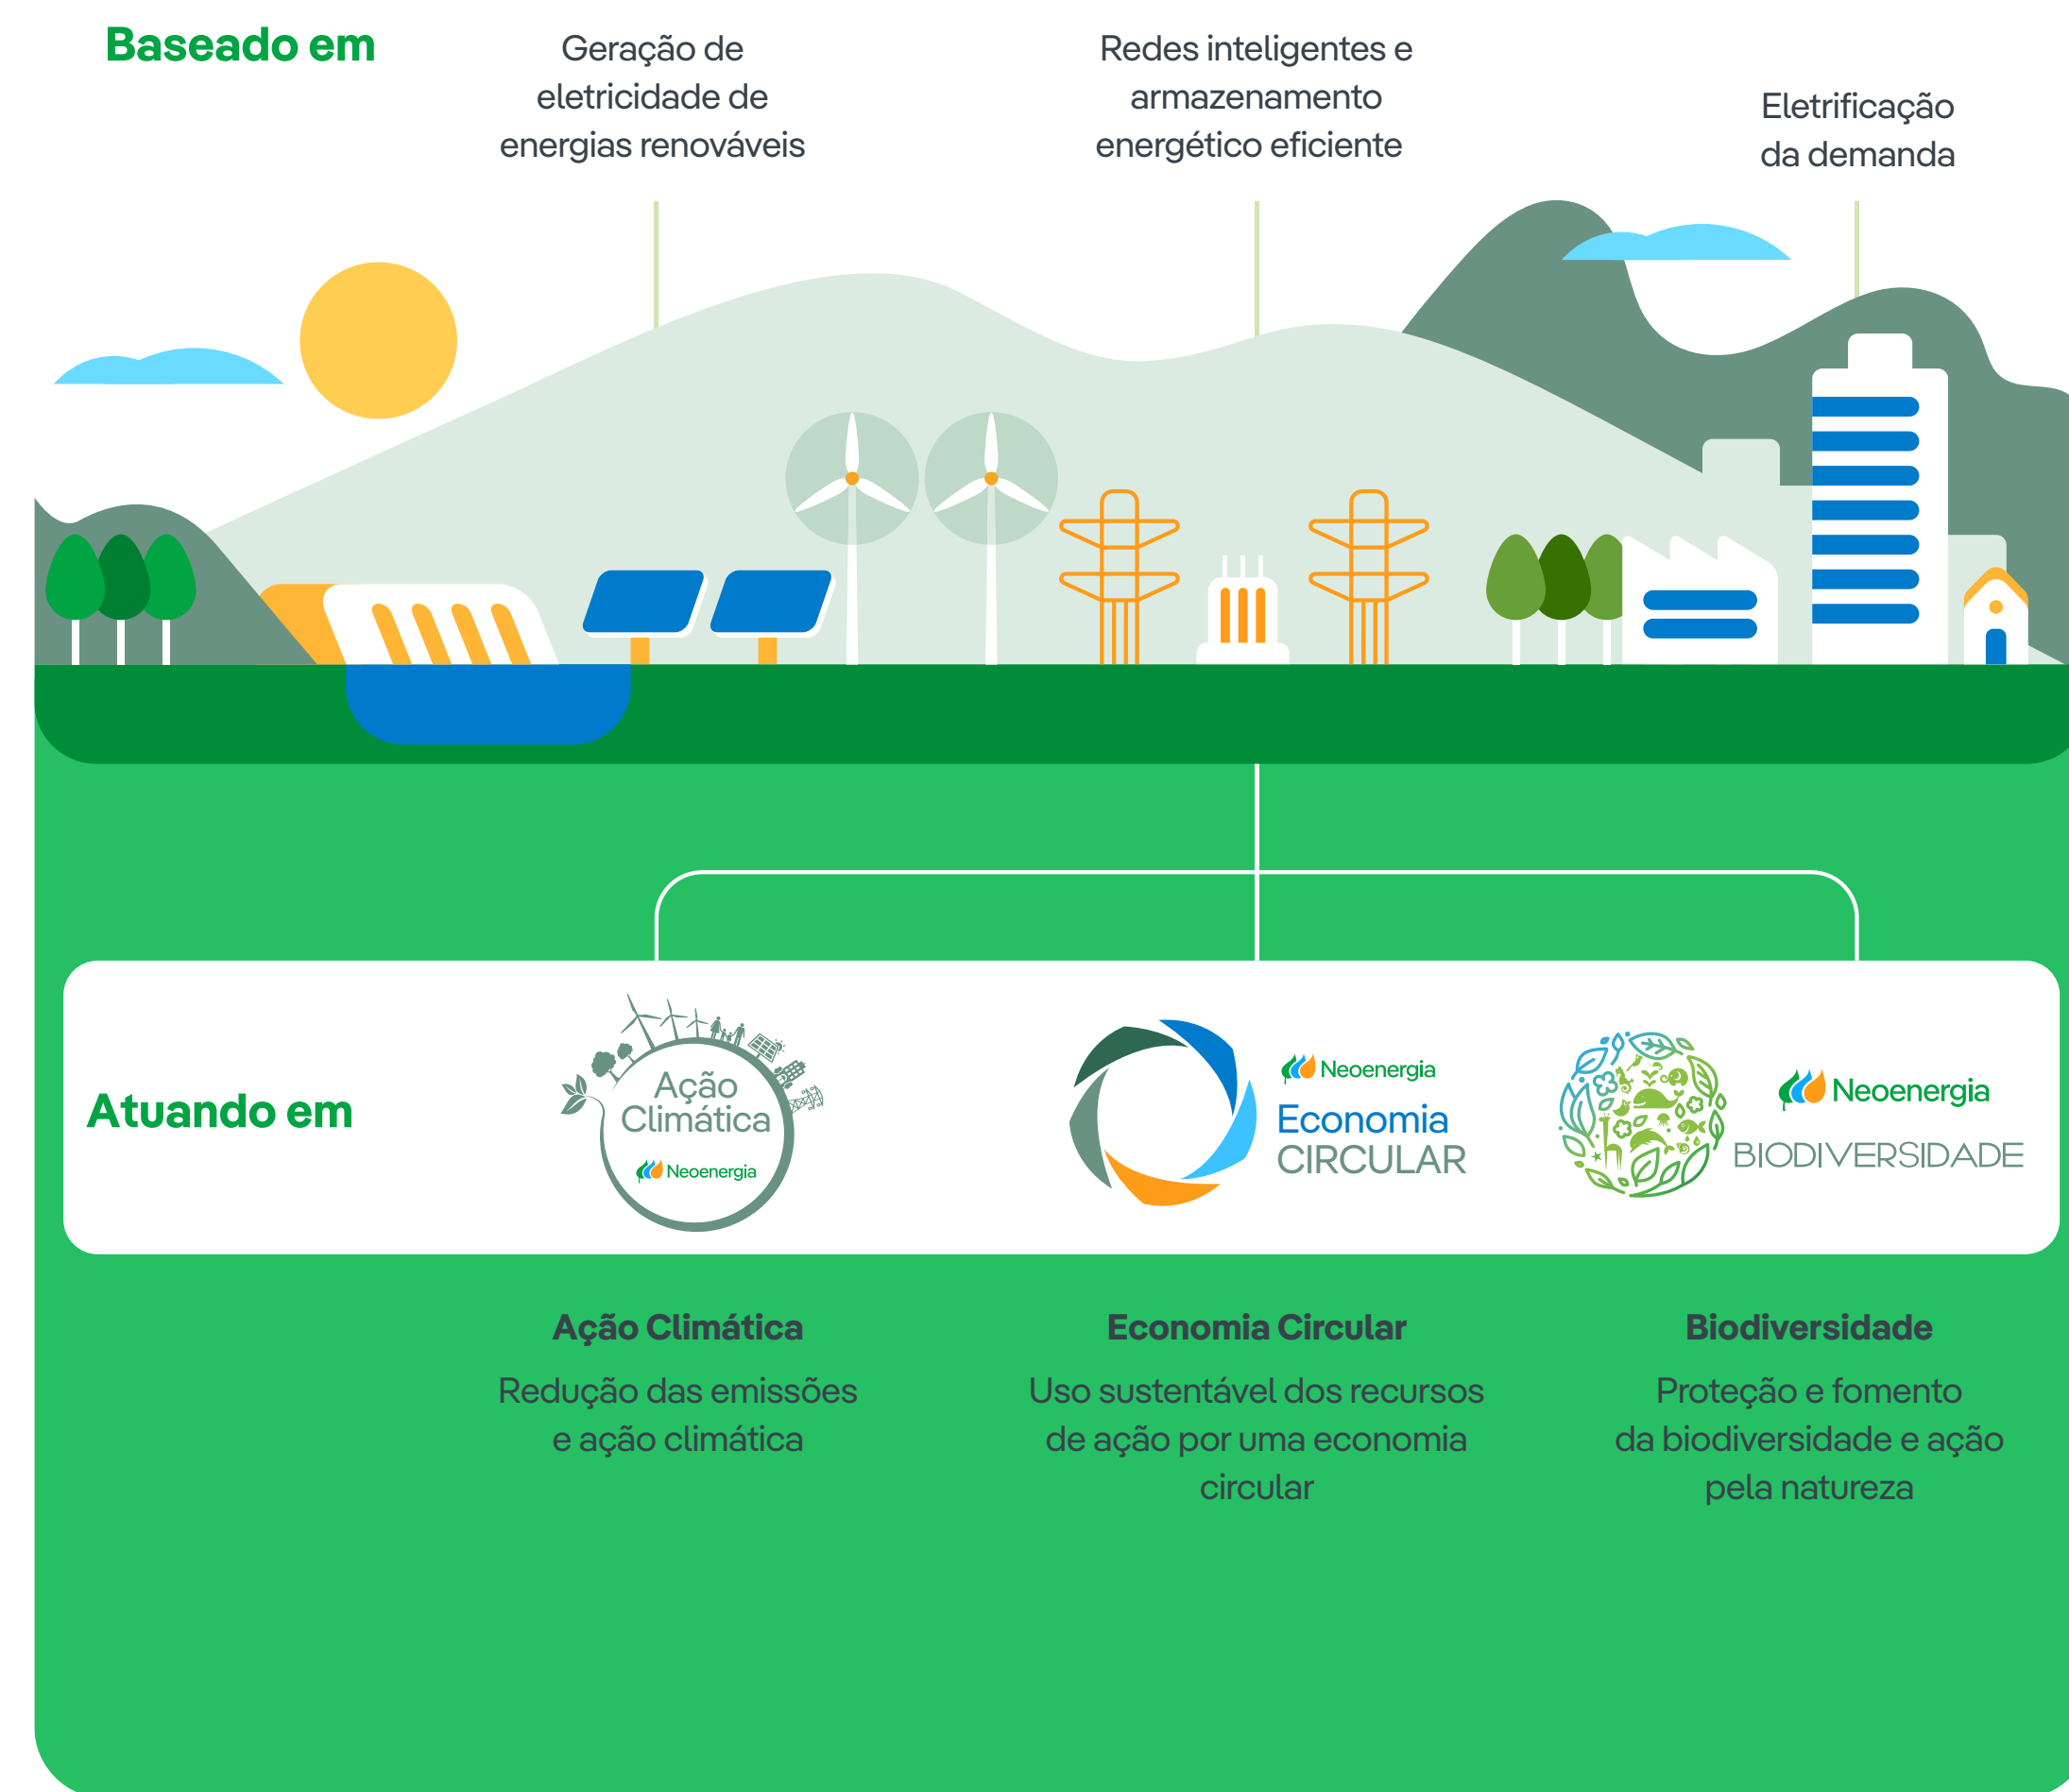 Baseado em
Geração de
eletricidade de
energias renováveis
Redes inteligentes e
armazenamento
energético eficiente
Eletrificação
da demanda
Atuando em
Ação
Climática
Neoenergia
Neoenergia
Economia
CIRCULAR
Neoenergia
BIODIVERSIDADE
Ação Climática
Redução das emissões
e ação climática
Economia Circular
Uso sustentável dos recursos
de ação por uma economia
circular
Biodiversidade
Proteção e fomento
da biodiversidade e ação
pela natureza